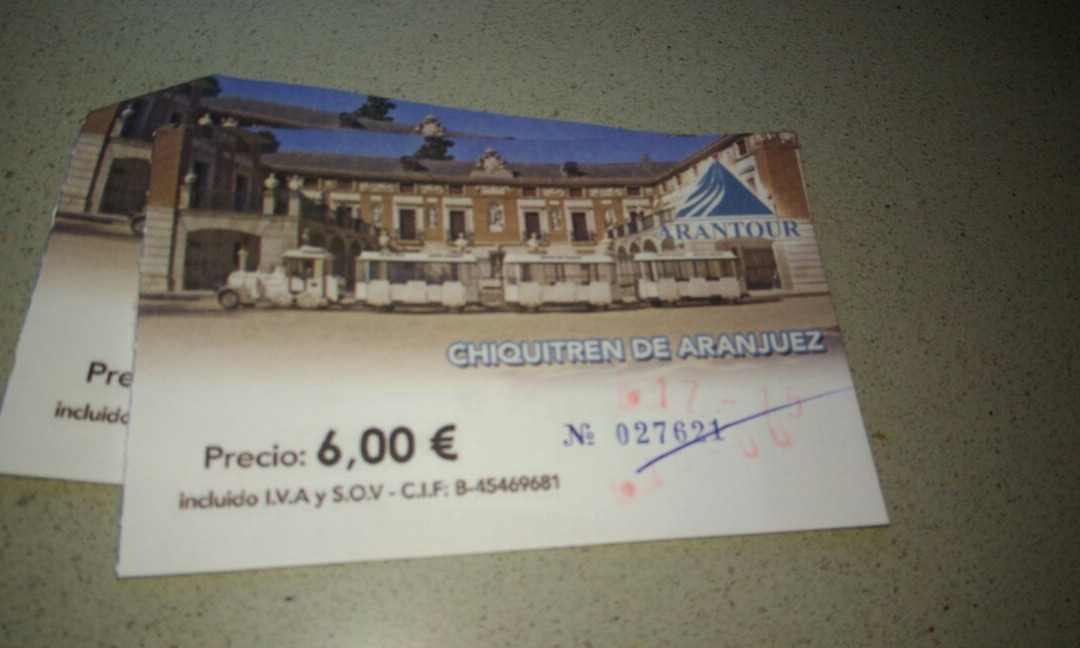 ARANTOUR
CHIQUITREN DE ARANJUEZ
Nº 027621
Precio: 6,00 €
incluido I.V.A y S.O.V - C.I.F: B-45469681
Pre
incluido